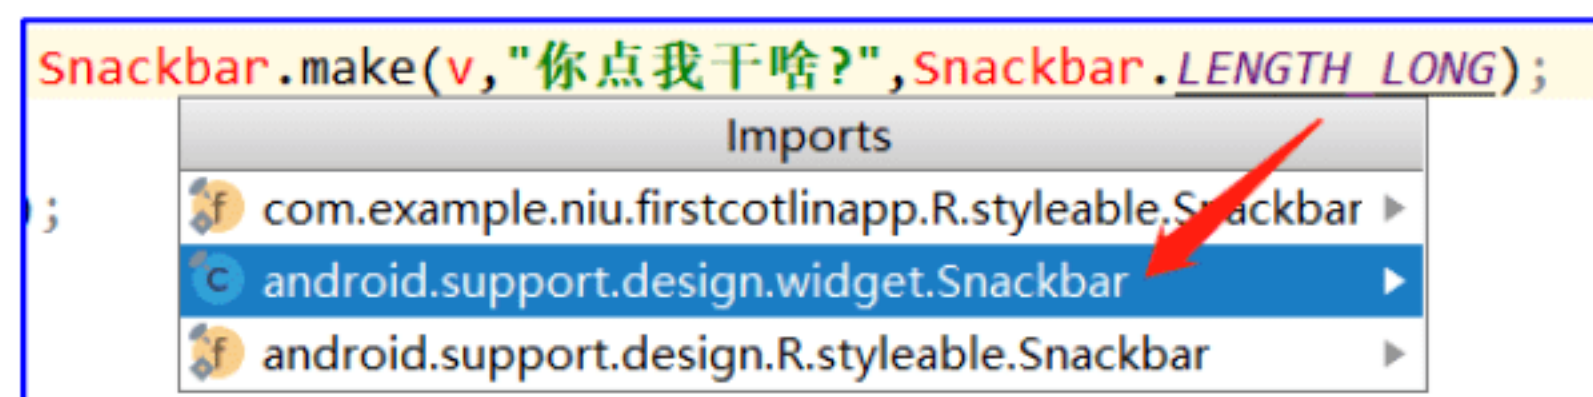 Snackbar.make(v,"你点我干啥?",Snackbar.LENGTH_LONG);
Imports
);
f com.example.niu.firstcotlinapp.R.styleable.Snackbar
C android.support.design.widget.Snackbar
f android.support.design.R.styleable.Snackbar